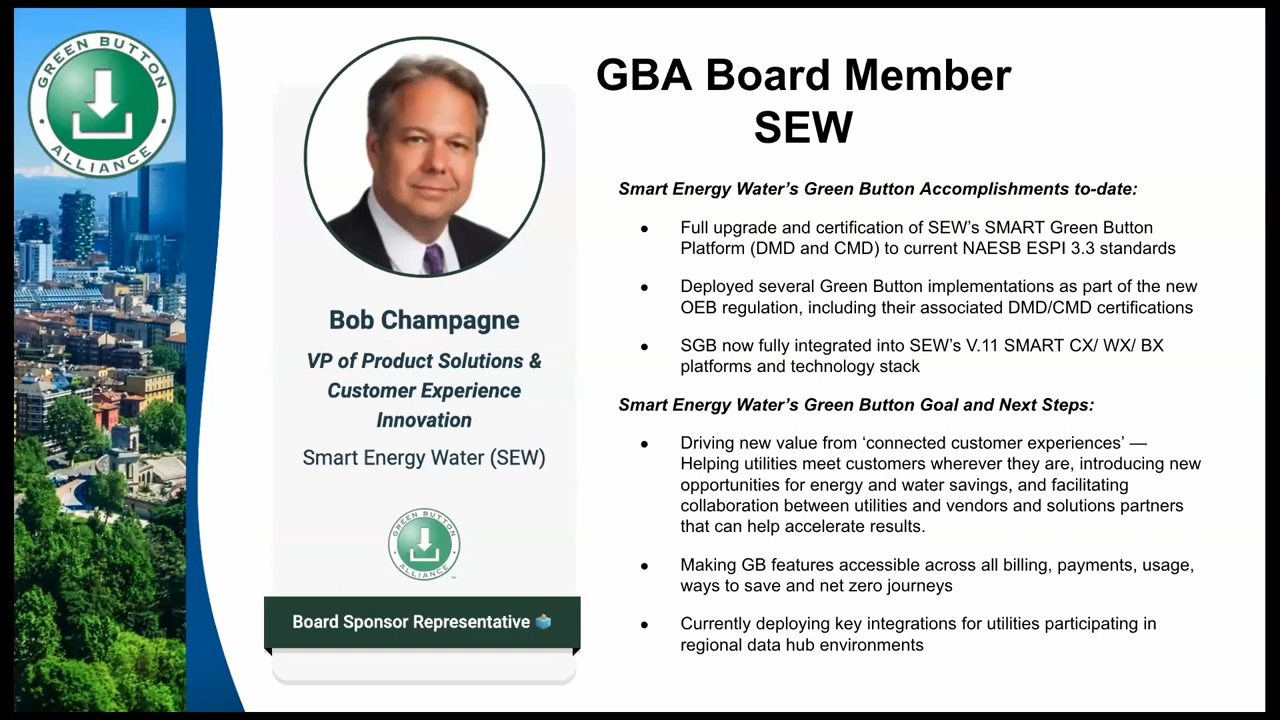 GREEN BUTTON
ALLIANCE
GBA Board Member
SEW
Bob Champagne
VP of Product Solutions &
Customer Experience
Innovation
Smart Energy Water (SEW)
GREEN BUTTON
ALLIANCE
Board Sponsor Representative
Smart Energy Water’s Green Button Accomplishments to-date:
● Full upgrade and certification of SEW’s SMART Green Button
Platform (DMD and CMD) to current NAESB ESPI 3.3 standards
● Deployed several Green Button implementations as part of the new
OEB regulation, including their associated DMD/CMD certifications
● SGB now fully integrated into SEW’s V.11 SMART CX/ WX/ BX
platforms and technology stack
Smart Energy Water’s Green Button Goal and Next Steps:
● Driving new value from ‘connected customer experiences’ —
Helping utilities meet customers wherever they are, introducing new
opportunities for energy and water savings, and facilitating
collaboration between utilities and vendors and solutions partners
that can help accelerate results.
● Making GB features accessible across all billing, payments, usage,
ways to save and net zero journeys
● Currently deploying key integrations for utilities participating in
regional data hub environments